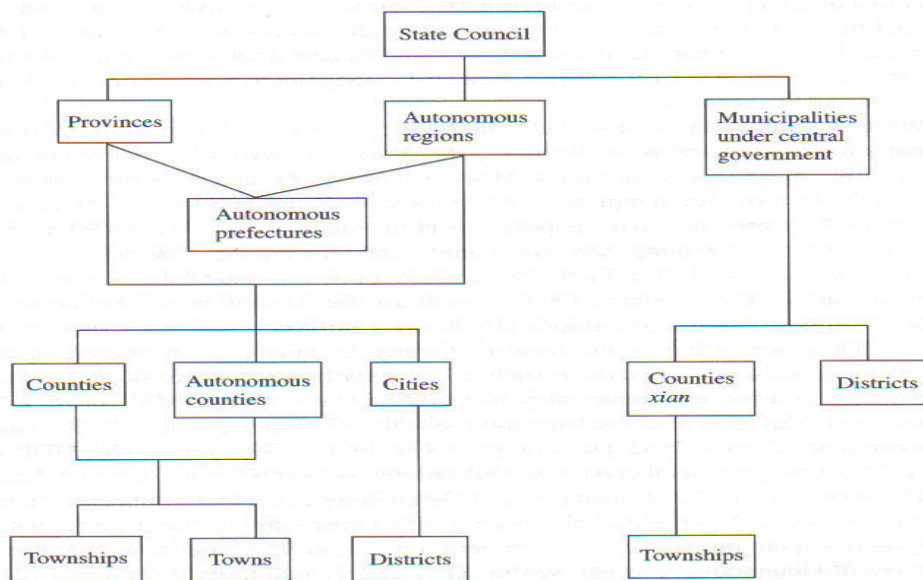 State Council
Provinces
Autonomous
regions
Municipalities
under central
government
Autonomous
prefectures
Counties
Autonomous
counties
Cities
Counties
xian
Districts
Townships
Towns
Districts
Townships